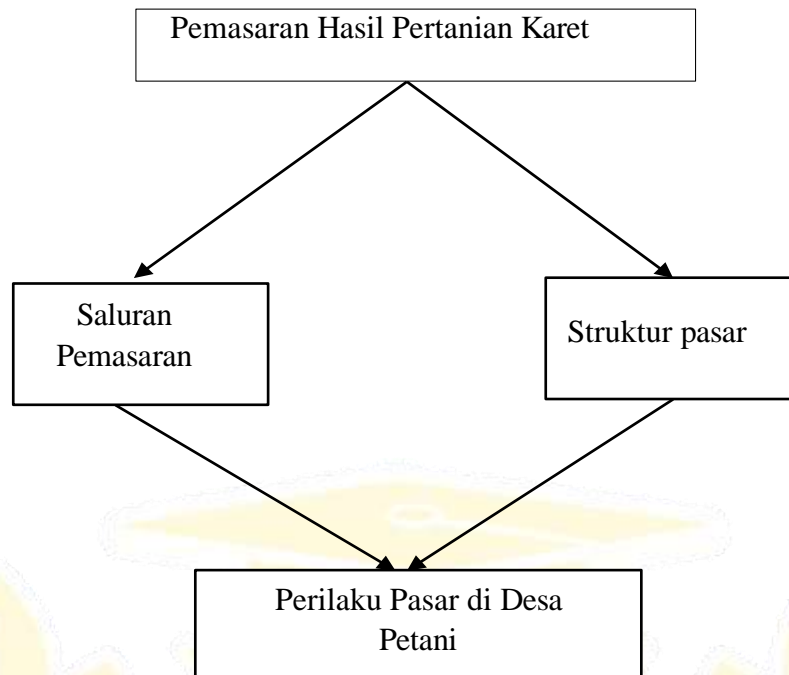 Pemasaran Hasil Pertanian Karet
Saluran
Pemasaran
Struktur pasar
Perilaku Pasar di Desa
Petani